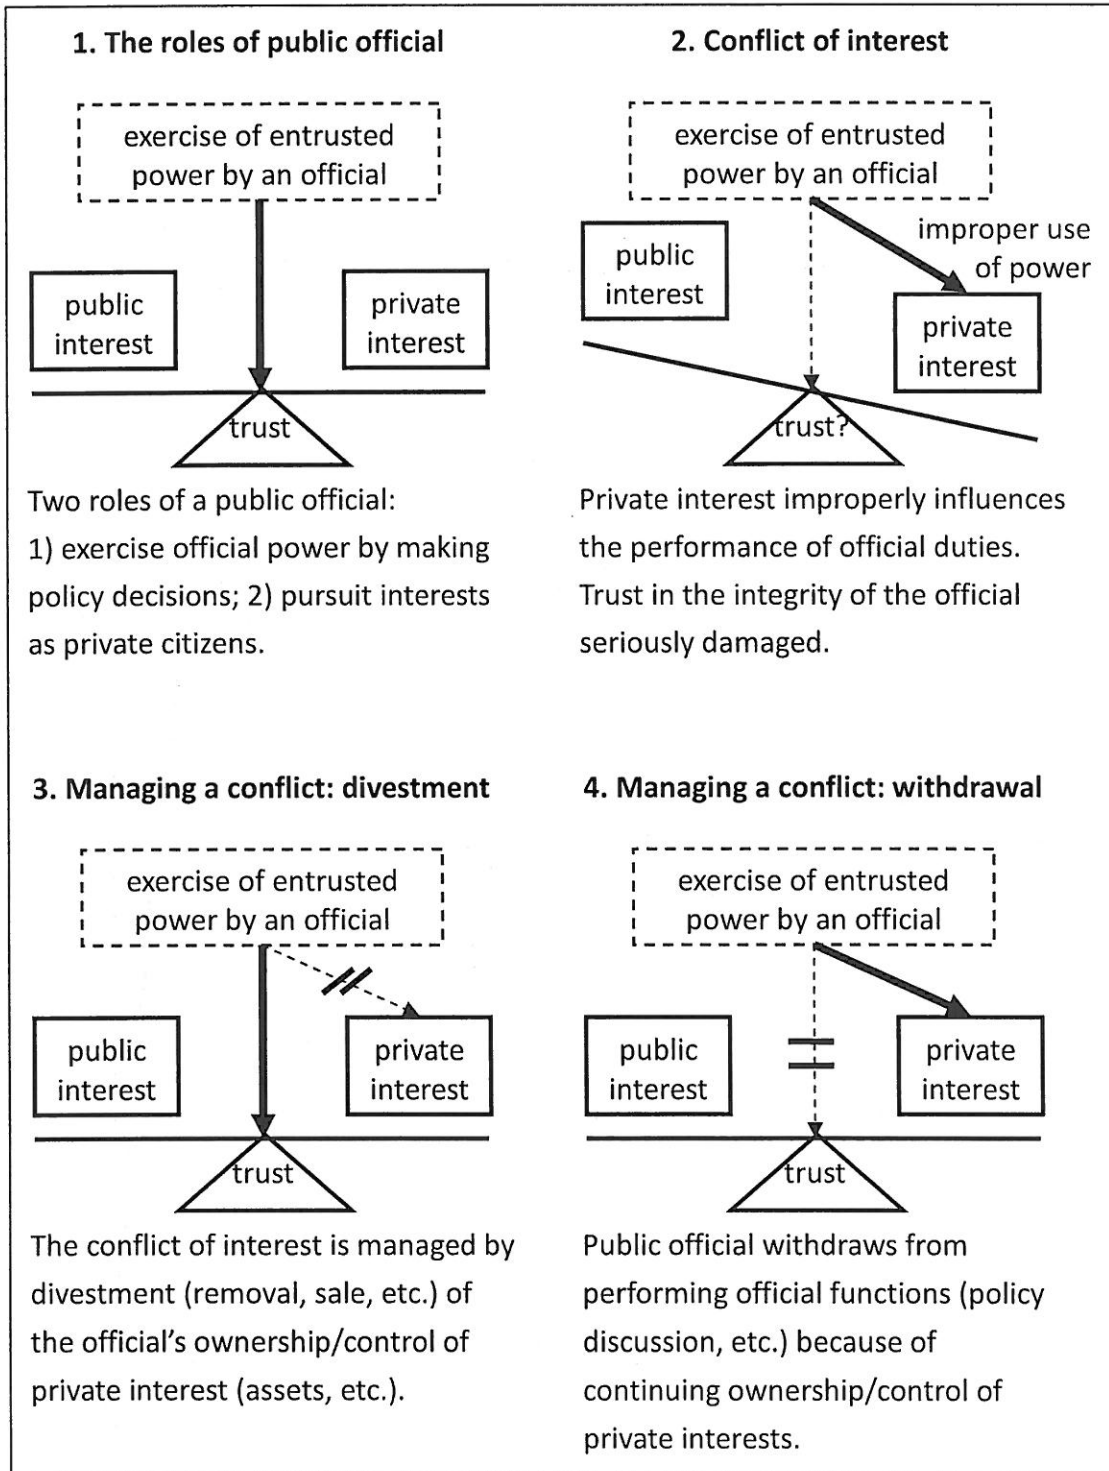 1. The roles of public official
exercise of entrusted
power by an official
public
interest
private
interest
trust
Two roles of a public official:
1) exercise official power by making
policy decisions; 2) pursuit interests
as private citizens.
2. Conflict of interest
exercise of entrusted
power by an official
improper use
of power
public
interest
private
interest
trust?
Private interest improperly influences
the performance of official duties.
Trust in the integrity of the official
seriously damaged.
3. Managing a conflict: divestment
exercise of entrusted
power by an official
public
interest
private
interest
trust
The conflict of interest is managed by
divestment (removal, sale, etc.) of
the official's ownership/control of
private interest (assets, etc.).
4. Managing a conflict: withdrawal
exercise of entrusted
power by an official
public
interest
private
interest
trust
Public official withdraws from
performing official functions (policy
discussion, etc.) because of
continuing ownership/control of
private interests.